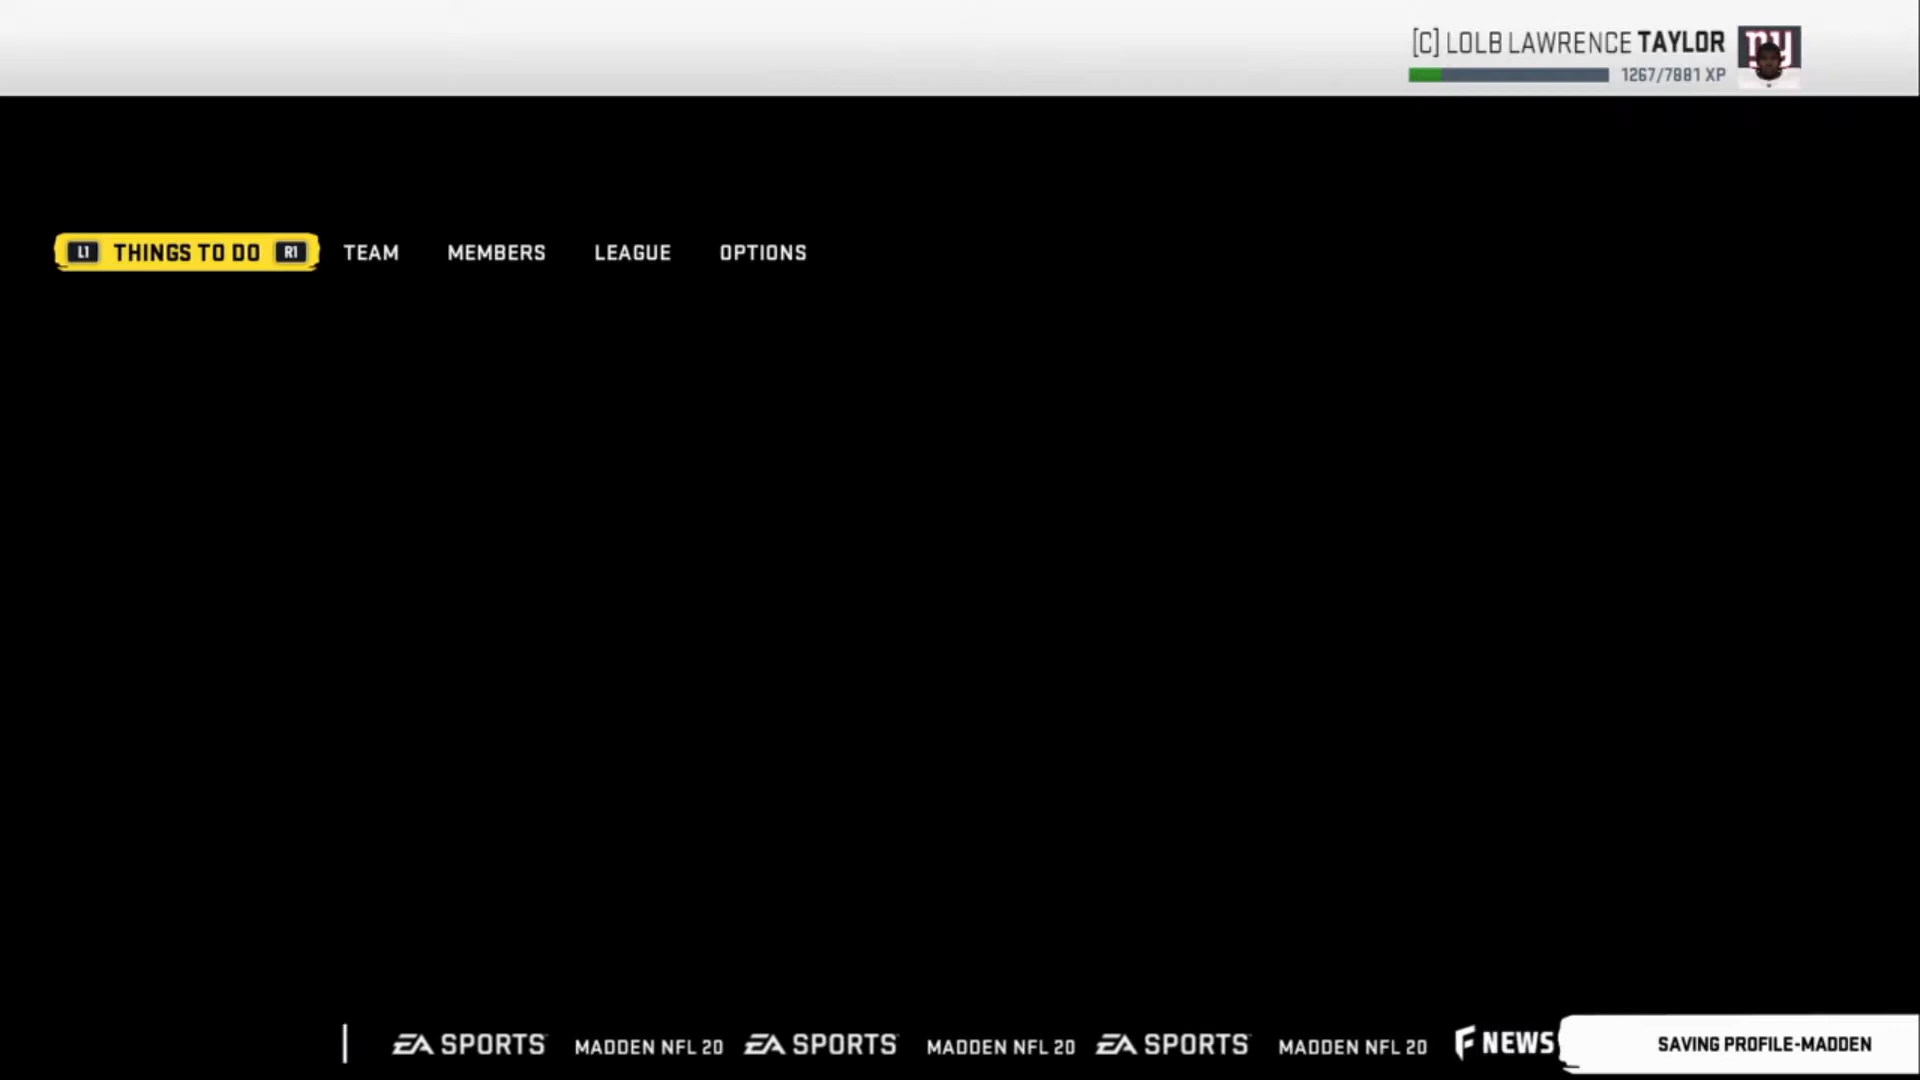 [C] LOLB LAWRENCE TAYLOR
1267/7881 XP
ny
L1 THINGS TO DO R1 TEAM MEMBERS LEAGUE OPTIONS
EA SPORTS MADDEN NFL 20 EA SPORTS MADDEN NFL 20 EA SPORTS MADDEN NFL 20 F NEWS SAVING PROFILE-MADDEN